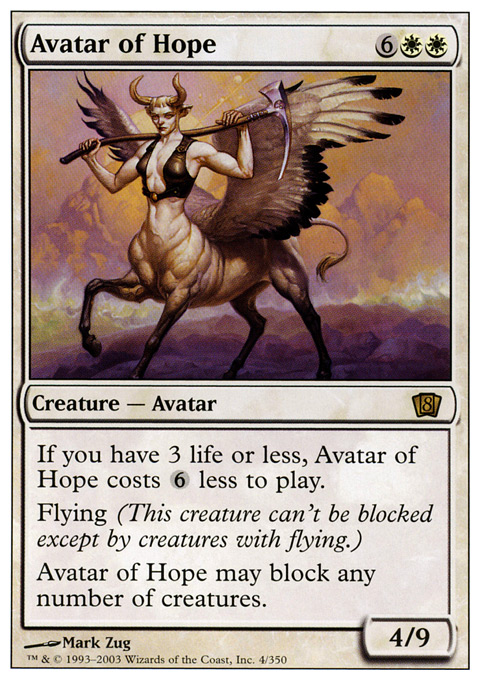 Avatar of Hope 6
Creature — Avatar 8
If you have 3 life or less, Avatar of
Hope costs 6 less to play.
Flying (This creature can't be blocked
except by creatures with flying.)
Avatar of Hope may block any
number of creatures.
Mark Zug
4/9
™ & © 1993–2003 Wizards of the Coast, Inc. 4/350